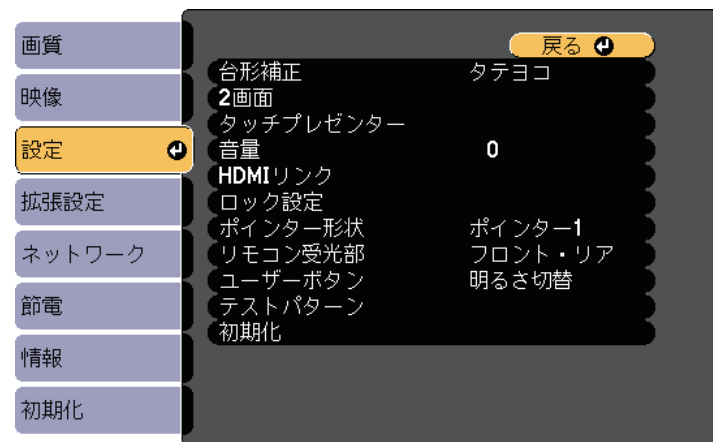 画質
映像
設定
拡張設定
ネットワーク
節電
情報
初期化
戻る
台形補正 タテヨコ
2画面
タッチプレゼンター
音量 0
HDMIリンク
ロック設定
ポインター形状 ポインター1
リモコン受光部 フロント・リア
ユーザーボタン 明るさ切替
テストパターン
初期化